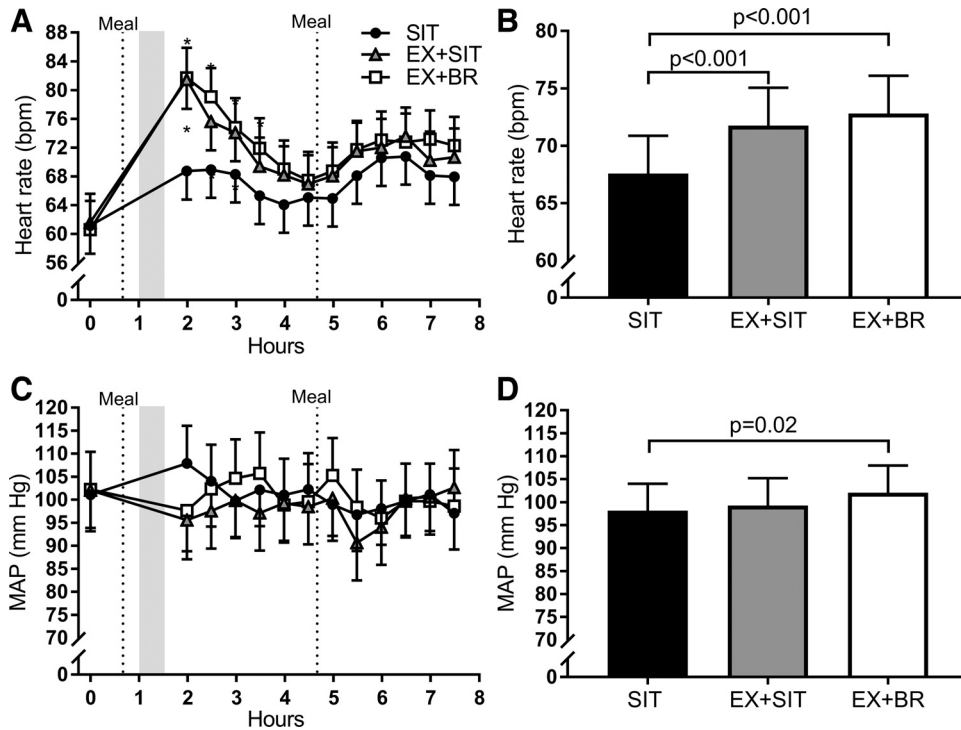 A
Meal
Meal
SIT
EX+SIT
EX+BR
Heart rate (bpm)
88
84
80
76
72
68
64
60
56
0
* * * * * * *
0 1 2 3 4 5 6 7 8
Hours
B
p<0.001
p<0.001
Heart rate (bpm)
80
75
70
65
60
0
SIT EX+SIT EX+BR
C
Meal
Meal
MAP (mm Hg)
120
115
110
105
100
95
90
85
80
75
70
0
0 1 2 3 4 5 6 7 8
Hours
D
p=0.02
MAP (mm Hg)
120
115
110
105
100
95
90
85
80
75
70
0
SIT EX+SIT EX+BR